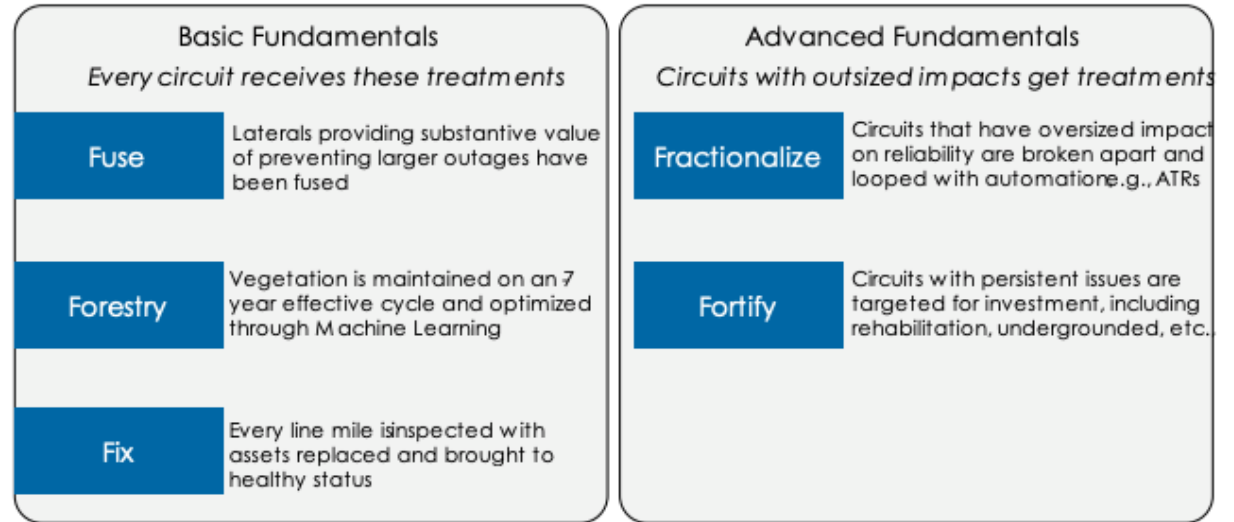 Basic Fundamentals
Every circuit receives these treatments
Fuse
Laterals providing substantive value
of preventing larger outages have
been fused
Forestry
Vegetation is maintained on an 7
year effective cycle and optimized
through Machine Learning
Fix
Every line mile isinspected with
assets replaced and brought to
healthy status
Advanced Fundamentals
Circuits with outsized impacts get treatments
Fractionalize
Circuits that have oversized impact
on reliability are broken apart and
looped with automation, e.g., ATRs
Fortify
Circuits with persistent issues are
targeted for investment, including
rehabilitation, undergrounded, etc..